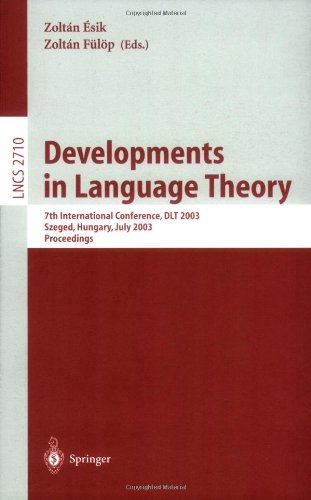 Zoltán Ésik
Zoltán Fülöp (Eds.)
LNCS 2710
Developments
in Language Theory
7th International Conference, DLT 2003
Szeged, Hungary, July 2003
Proceedings
Springer